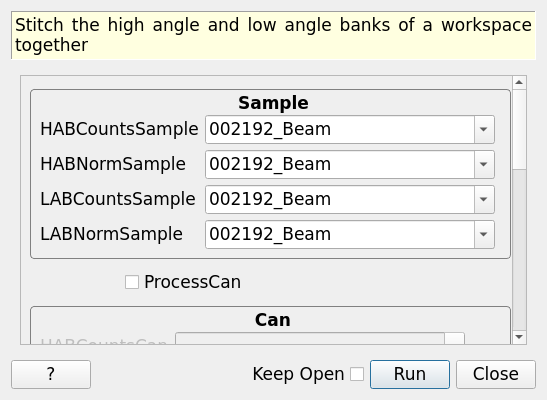 Stitch the high angle and low angle banks of a workspace
together
Sample
HABCountsSample 002192_Beam
HABNormSample 002192_Beam
LABCountsSample 002192_Beam
LABNormSample 002192_Beam
ProcessCan
Can
HABCountsCan
? Keep Open Run Close